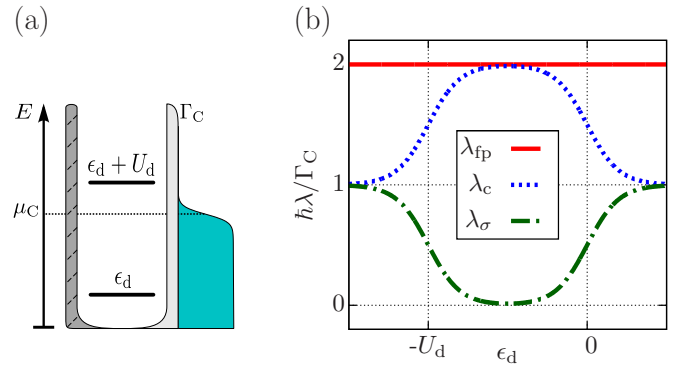 (a)
E
Γ_C
ϵ_d + U_d
μ_C
ϵ_d
(b)
ħλ/Γ_C
2
1
0
λ_fp
λ_c
λ_σ
-U_d
ϵ_d
0